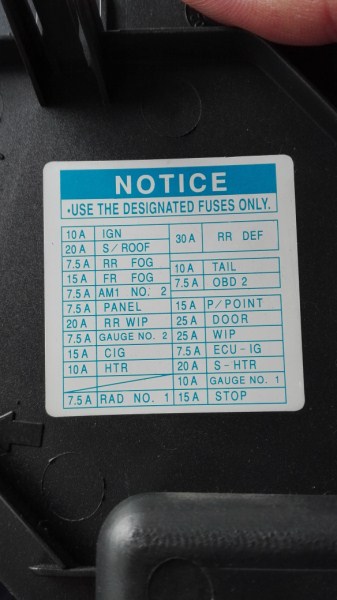 NOTICE
•USE THE DESIGNATED FUSES ONLY.
10A IGN
20A S/ROOF
7.5A RR FOG
15A FR FOG
7.5A AM1 NO. 2
7.5A PANEL
20A RR WIP
7.5A GAUGE NO. 2
15A CIG
10A HTR
7.5A RAD NO. 1
30A RR DEF
10A TAIL
7.5A OBD2
15A P/POINT
25A DOOR
25A WIP
7.5A ECU-IG
20A S-HTR
10A GAUGE NO. 1
15A STOP